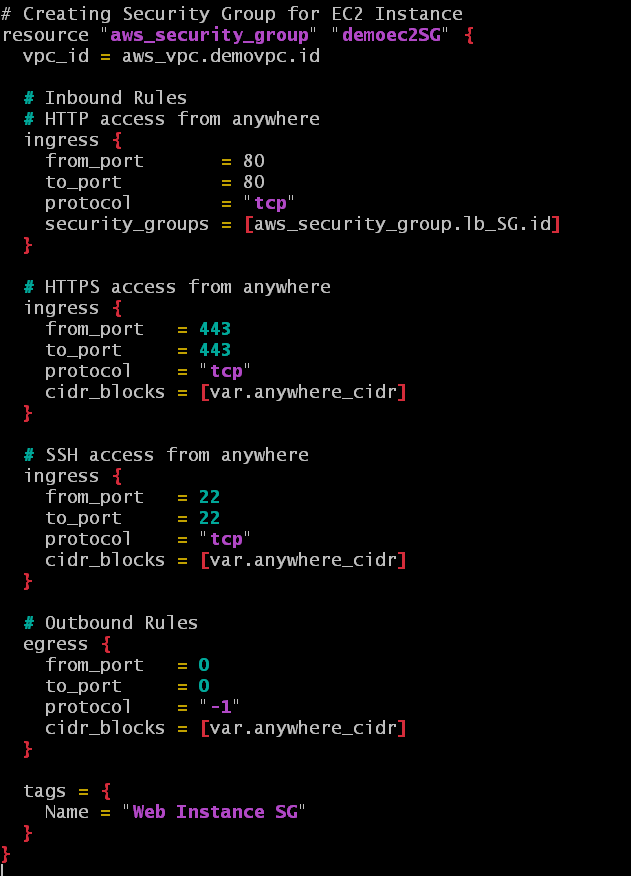 # Creating Security Group for EC2 Instance
resource "aws_security_group" "demoec2SG" {
  vpc_id = aws_vpc.demovpc.id

  # Inbound Rules
  # HTTP access from anywhere
  ingress {
    from_port       = 80
    to_port         = 80
    protocol        = "tcp"
    security_groups = [aws_security_group.lb_SG.id]
  }

  # HTTPS access from anywhere
  ingress {
    from_port   = 443
    to_port     = 443
    protocol    = "tcp"
    cidr_blocks = [var.anywhere_cidr]
  }

  # SSH access from anywhere
  ingress {
    from_port   = 22
    to_port     = 22
    protocol    = "tcp"
    cidr_blocks = [var.anywhere_cidr]
  }

  # Outbound Rules
  egress {
    from_port   = 0
    to_port     = 0
    protocol    = "-1"
    cidr_blocks = [var.anywhere_cidr]
  }

  tags = {
    Name = "Web Instance SG"
  }
}